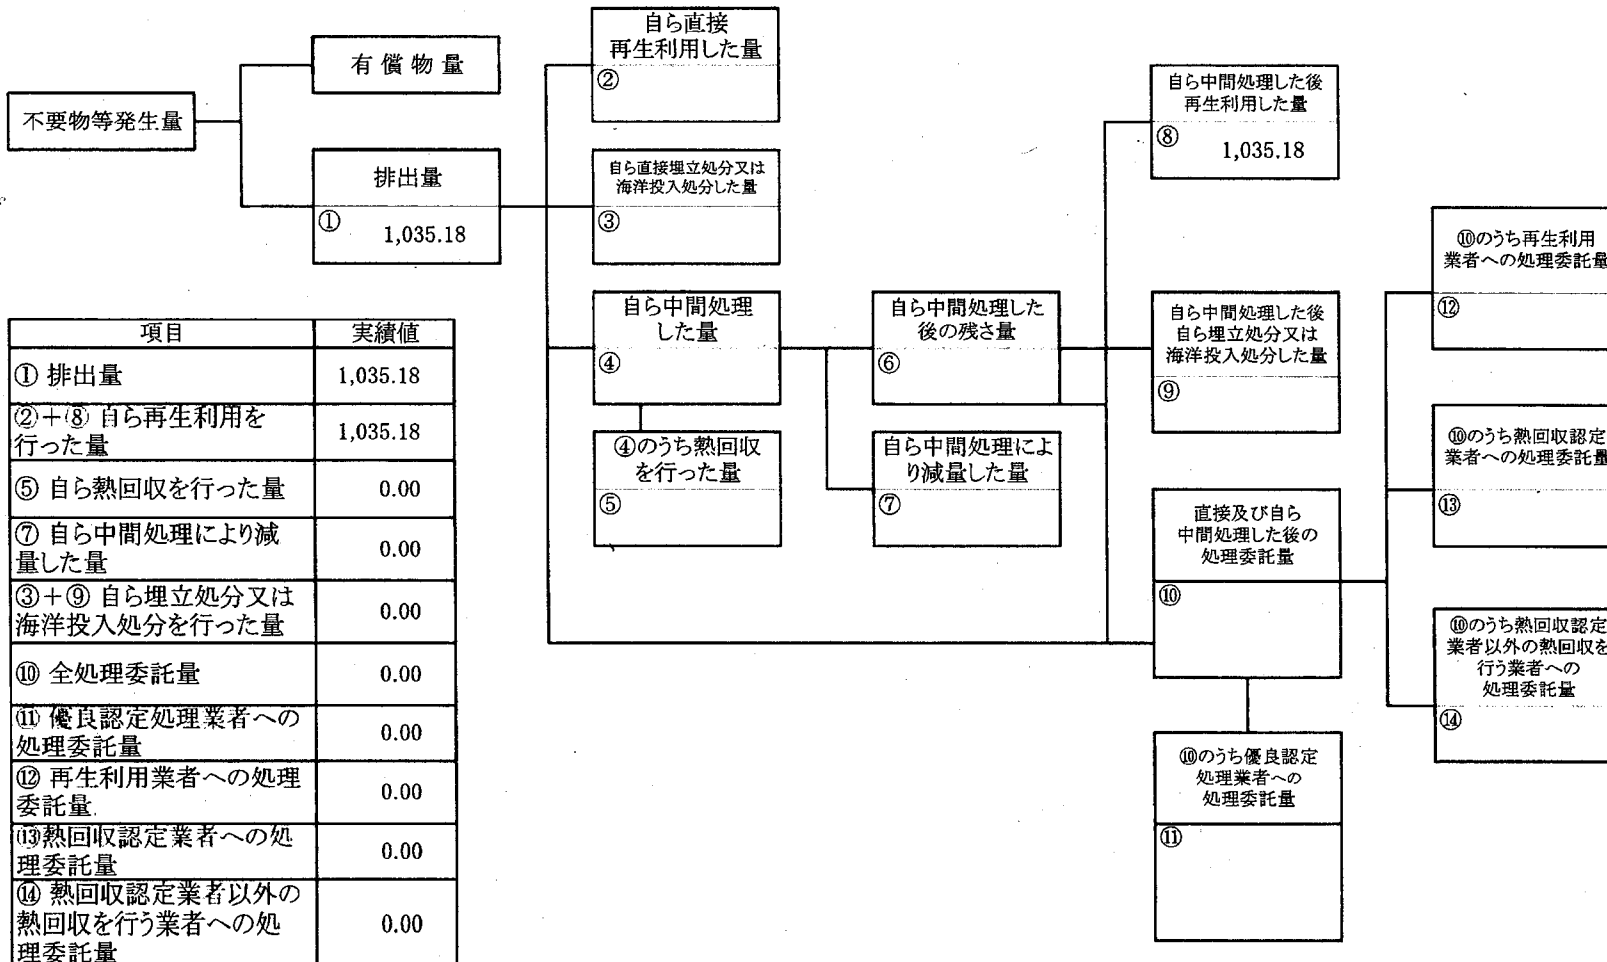 不要物等発生量
有償物量
排出量
①
1,035.18
自ら直接
再生利用した量
②
自ら直接埋立処分又は
海洋投入処分した量
③
自ら中間処理
した量
④
④のうち熱回収
を行った量
⑤
自ら中間処理した
後の残さ量
⑥
自ら中間処理によ
り減量した量
⑦
自ら中間処理した後
再生利用した量
⑧
1,035.18
自ら中間処理した後
自ら埋立処分又は
海洋投入処分した量
⑨
直接及び自ら
中間処理した後の
処理委託量
⑩
⑩のうち優良認定
処理業者への
処理委託量
⑪
⑩のうち再生利用
業者への処理委託量
⑫
⑩のうち熱回収認定
業者への処理委託量
⑬
⑩のうち熱回収認定
業者以外の熱回収を
行う業者への
処理委託量
⑭
項目 実績値
① 排出量 1,035.18
②+⑧ 自ら再生利用を
行った量 1,035.18
⑤ 自ら熱回収を行った量 0.00
⑦ 自ら中間処理により減
量した量 0.00
③+⑨ 自ら埋立処分又は
海洋投入処分を行った量 0.00
⑩ 全処理委託量 0.00
⑪ 優良認定処理業者への
処理委託量 0.00
⑫ 再生利用業者への処理
委託量 0.00
⑬熱回収認定業者への処
理委託量 0.00
⑭ 熱回収認定業者以外の
熱回収を行う業者への処
理委託量 0.00